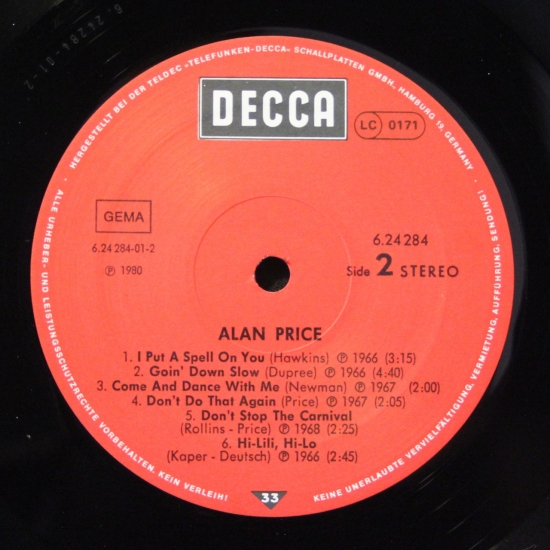 HERGESTELLT BEI DER TELDEC »TELEFUNKEN-DECCA« SCHALLPLATTEN GMBH, HAMBURG 19, GERMANY ·
DECCA
LC 0171
GEMA
6.24 284-01-2
Ⓟ 1980
6.24 284
Side 2 STEREO
ALAN PRICE
1. I Put A Spell On You (Hawkins) Ⓟ 1966 (3:15)
2. Goin' Down Slow (Dupree) Ⓟ 1966 (4:40)
3. Come And Dance With Me (Newman) Ⓟ 1967 (2:00)
4. Don't Do That Again (Price) Ⓟ 1967 (2:05)
5. Don't Stop The Carnival
(Rollins - Price) Ⓟ 1968 (2:25)
6. Hi-Lili, Hi-Lo
(Kaper - Deutsch) Ⓟ 1966 (2:45)
33
· ALLE URHEBER- UND LEISTUNGSSCHUTZRECHTE VORBEHALTEN. KEIN VERLEIH!
KEINE UNERLAUBTE VERVIELFÄLTIGUNG, VERMIETUNG, AUFFÜHRUNG, SENDUNG!
6.24284-01-2